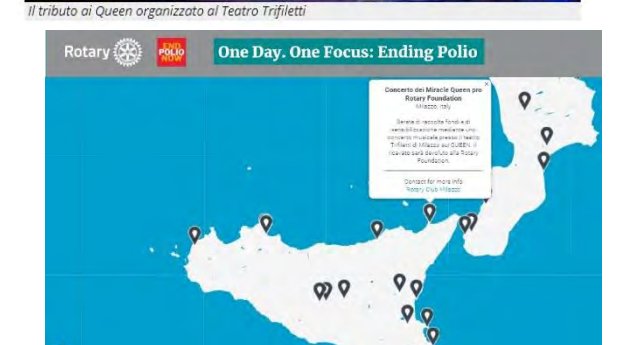 Il tributo ai Queen organizzato al Teatro Trifiletti
Rotary END POLIO NOW One Day. One Focus: Ending Polio
Concerto dei Miracle Queen pro
Rotary Foundation
Milazzo, Italy
Serata di raccolta fondi e di
sensibilizzazione mediante uno
concerto musicale presso il teatro
Trifiletti di Milazzo sui QUEEN. Il
ricavato sarà devoluto alla Rotary
Foundation.
Contact for more info
Rotary Club Milazzo